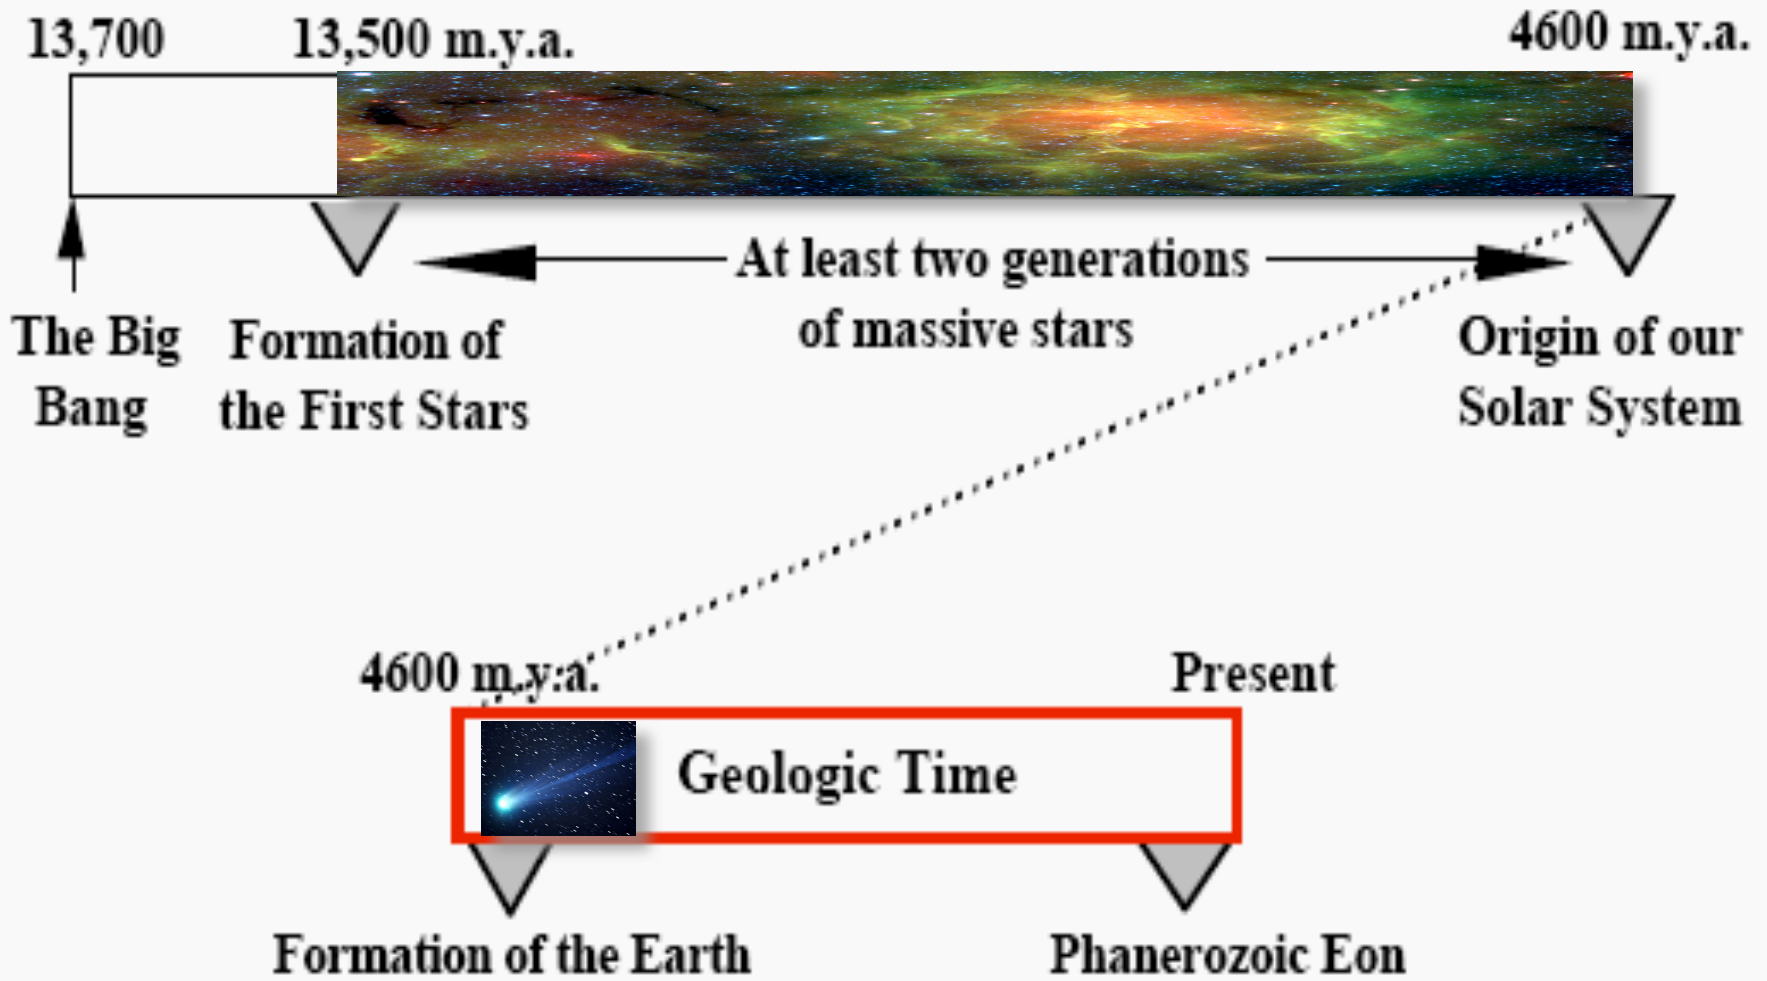 13,700
13,500 m.y.a.
4600 m.y.a.
The Big
Bang
Formation of
the First Stars
At least two generations
of massive stars
Origin of our
Solar System
4600 m.y.a.
Present
Geologic Time
Formation of the Earth
Phanerozoic Eon